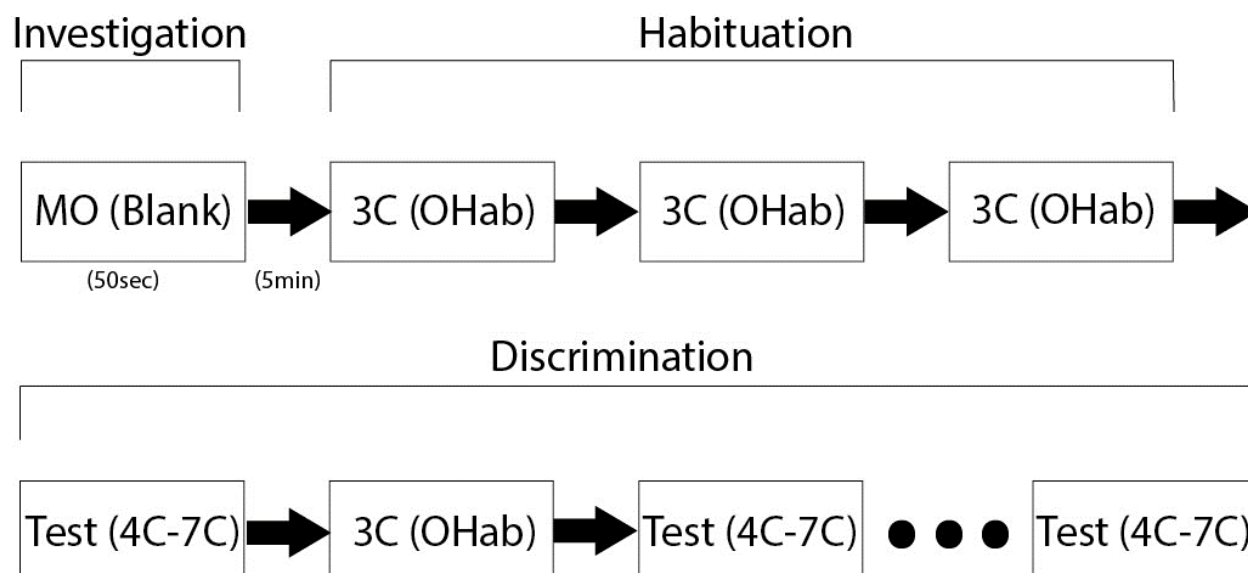 Investigation
Habituation
MO (Blank)
3C (OHab)
3C (OHab)
3C (OHab)
(50sec)
(5min)
Discrimination
Test (4C-7C)
3C (OHab)
Test (4C-7C)
Test (4C-7C)